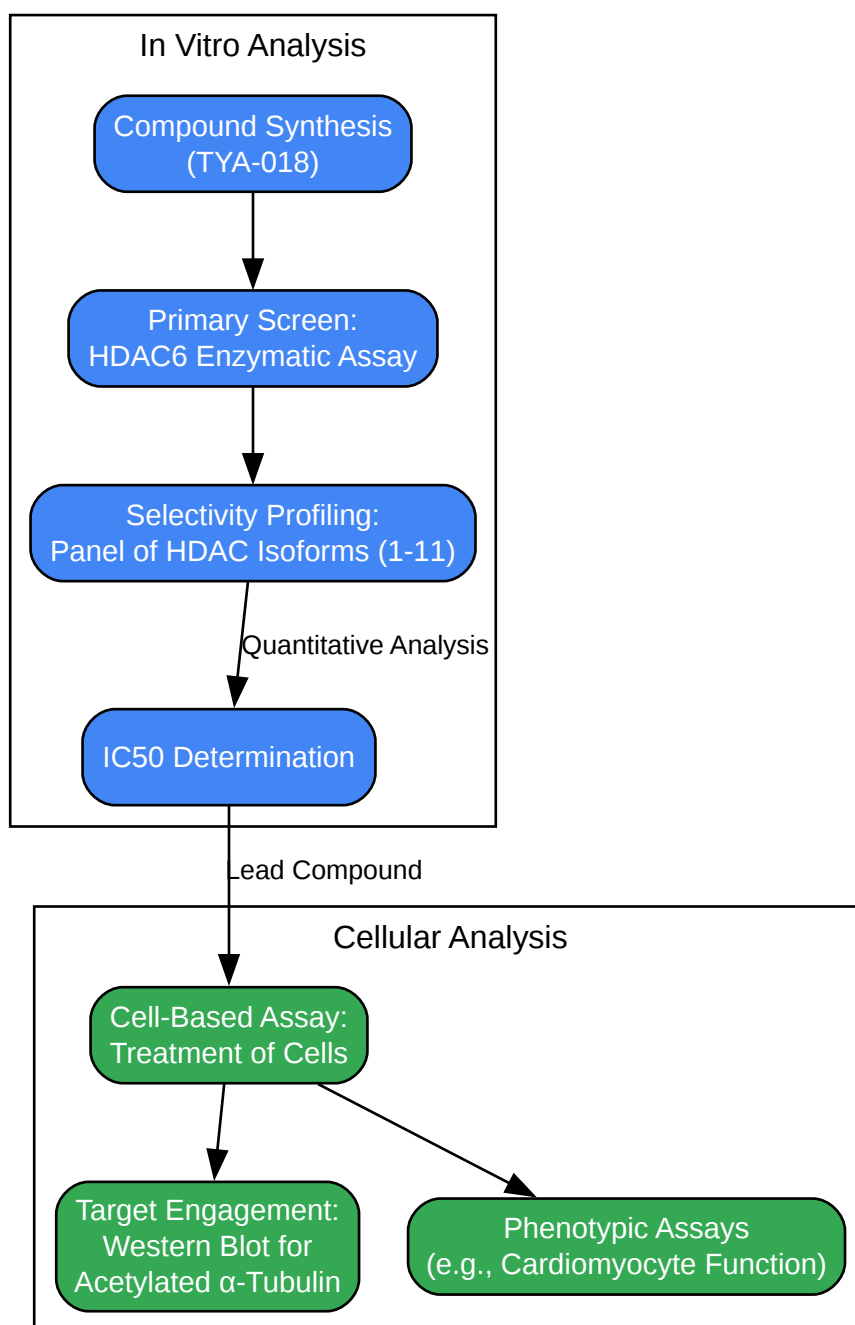 In Vitro Analysis
Compound Synthesis
(TYA-018)
Primary Screen:
HDAC6 Enzymatic Assay
Selectivity Profiling:
Panel of HDAC Isoforms (1-11)
Quantitative Analysis
IC50 Determination
Lead Compound
Cellular Analysis
Cell-Based Assay:
Treatment of Cells
Target Engagement:
Western Blot for
Acetylated α-Tubulin
Phenotypic Assays
(e.g., Cardiomyocyte Function)